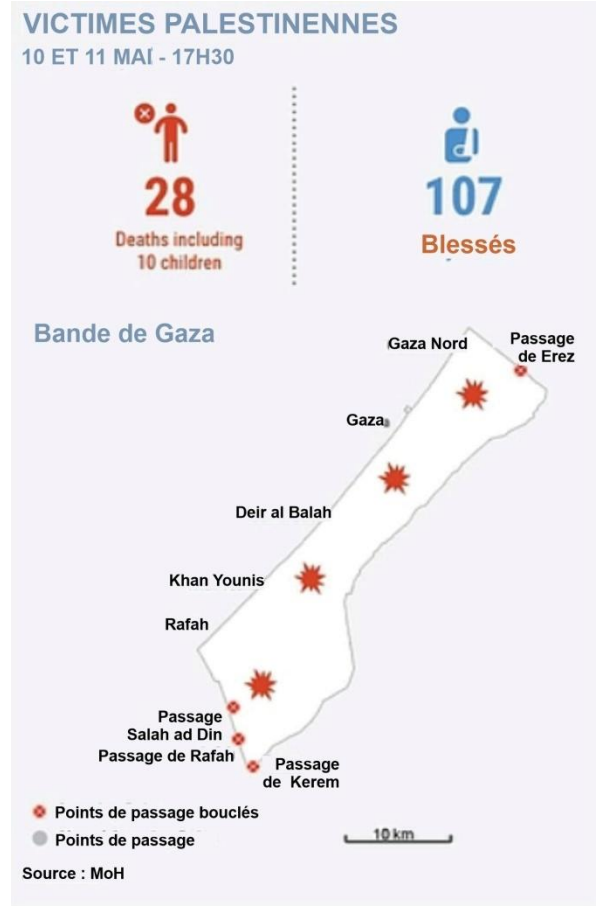 VICTIMES PALESTINENNES
10 ET 11 MAI - 17H30
28
Deaths including
10 children
107
Blessés
Bande de Gaza
Gaza Nord
Passage
de Erez
Gaza
Deir al Balah
Khan Younis
Rafah
Passage
Salah ad Din
Passage de Rafah
Passage
de Kerem
Points de passage bouclés
Points de passage
10 km
Source : MoH